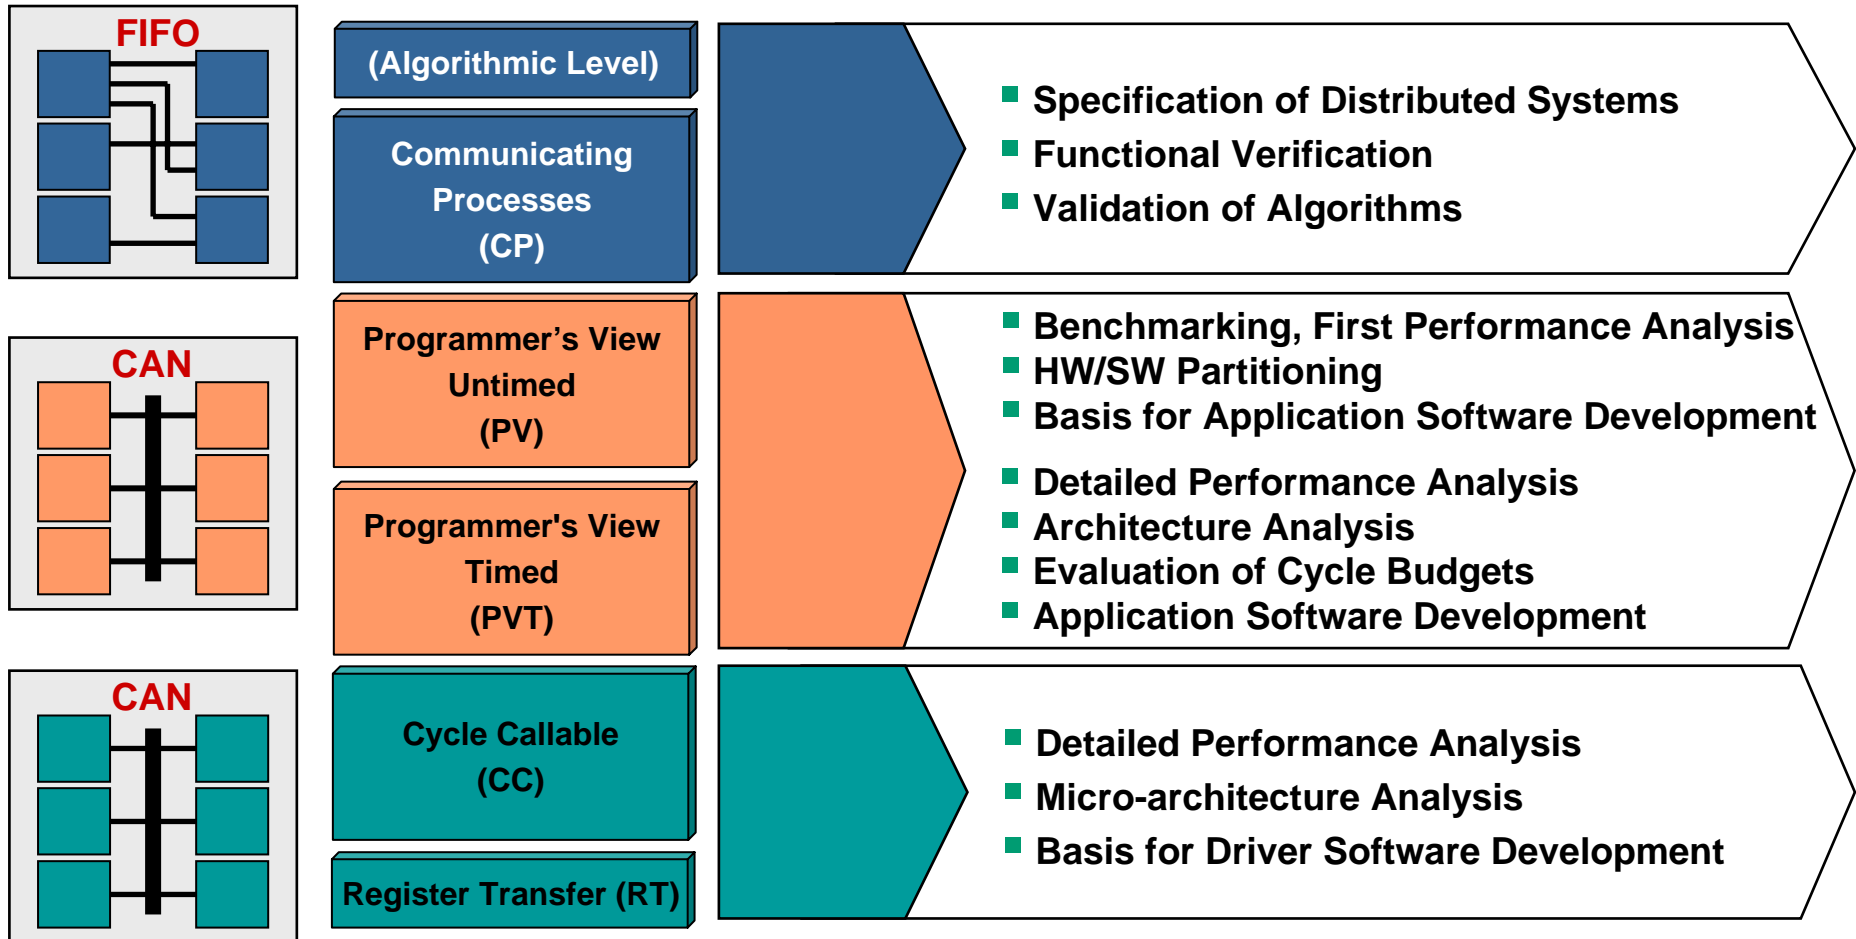 FIFO
(Algorithmic Level)
Communicating
Processes
(CP)
Specification of Distributed Systems
Functional Verification
Validation of Algorithms
CAN
Programmer’s View
Untimed
(PV)
Programmer's View
Timed
(PVT)
Benchmarking, First Performance Analysis
HW/SW Partitioning
Basis for Application Software Development
Detailed Performance Analysis
Architecture Analysis
Evaluation of Cycle Budgets
Application Software Development
CAN
Cycle Callable
(CC)
Register Transfer (RT)
Detailed Performance Analysis
Micro-architecture Analysis
Basis for Driver Software Development